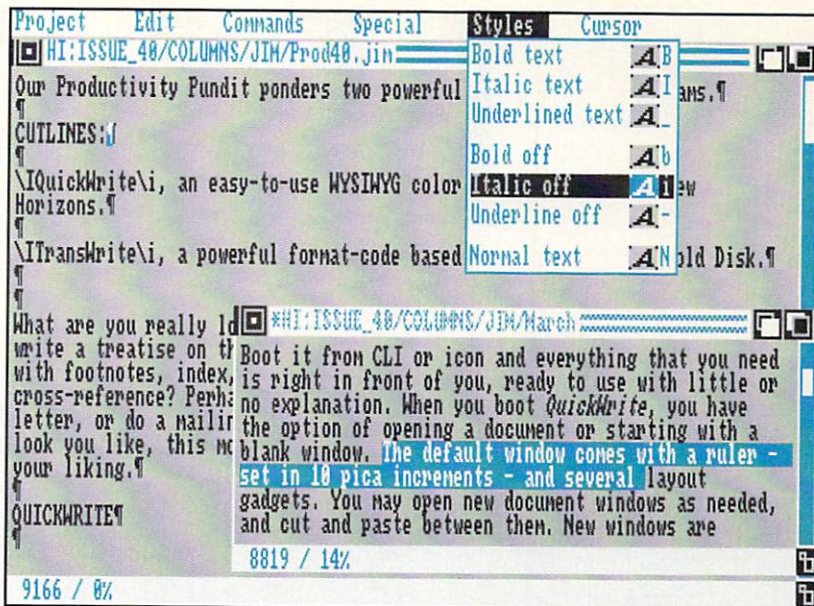 Project Edit Commands Special Styles Cursor
HI:ISSUE_40/COLUMNS/JIM/Prod40.jim
Our Productivity Pundit ponders two powerful ams.¶
¶
CUTLINES:¶
¶
\IQuickWrite\i, an easy-to-use WYSIWYG color ew
Horizons.¶
¶
\ITransWrite\i, a powerful format-code based old Disk.¶
¶
¶
What are you really lo
write a treatise on th
with footnotes, index,
cross-reference? Perha
letter, or do a mailin
look you like, this mo
your liking.¶
¶
QUICKWRITE¶
¶
9166 / 0%
Bold text A B
Italic text A I
Underlined text A _
Bold off A b
Italic off A i
Underline off A -
Normal text A N
*HI:ISSUE_40/COLUMNS/JIM/March
Boot it from CLI or icon and everything that you need
is right in front of you, ready to use with little or
no explanation. When you boot QuickWrite, you have
the option of opening a document or starting with a
blank window. The default window comes with a ruler -
set in 10 pica increments - and several layout
gadgets. You may open new document windows as needed,
and cut and paste between them. New windows are
8819 / 14%